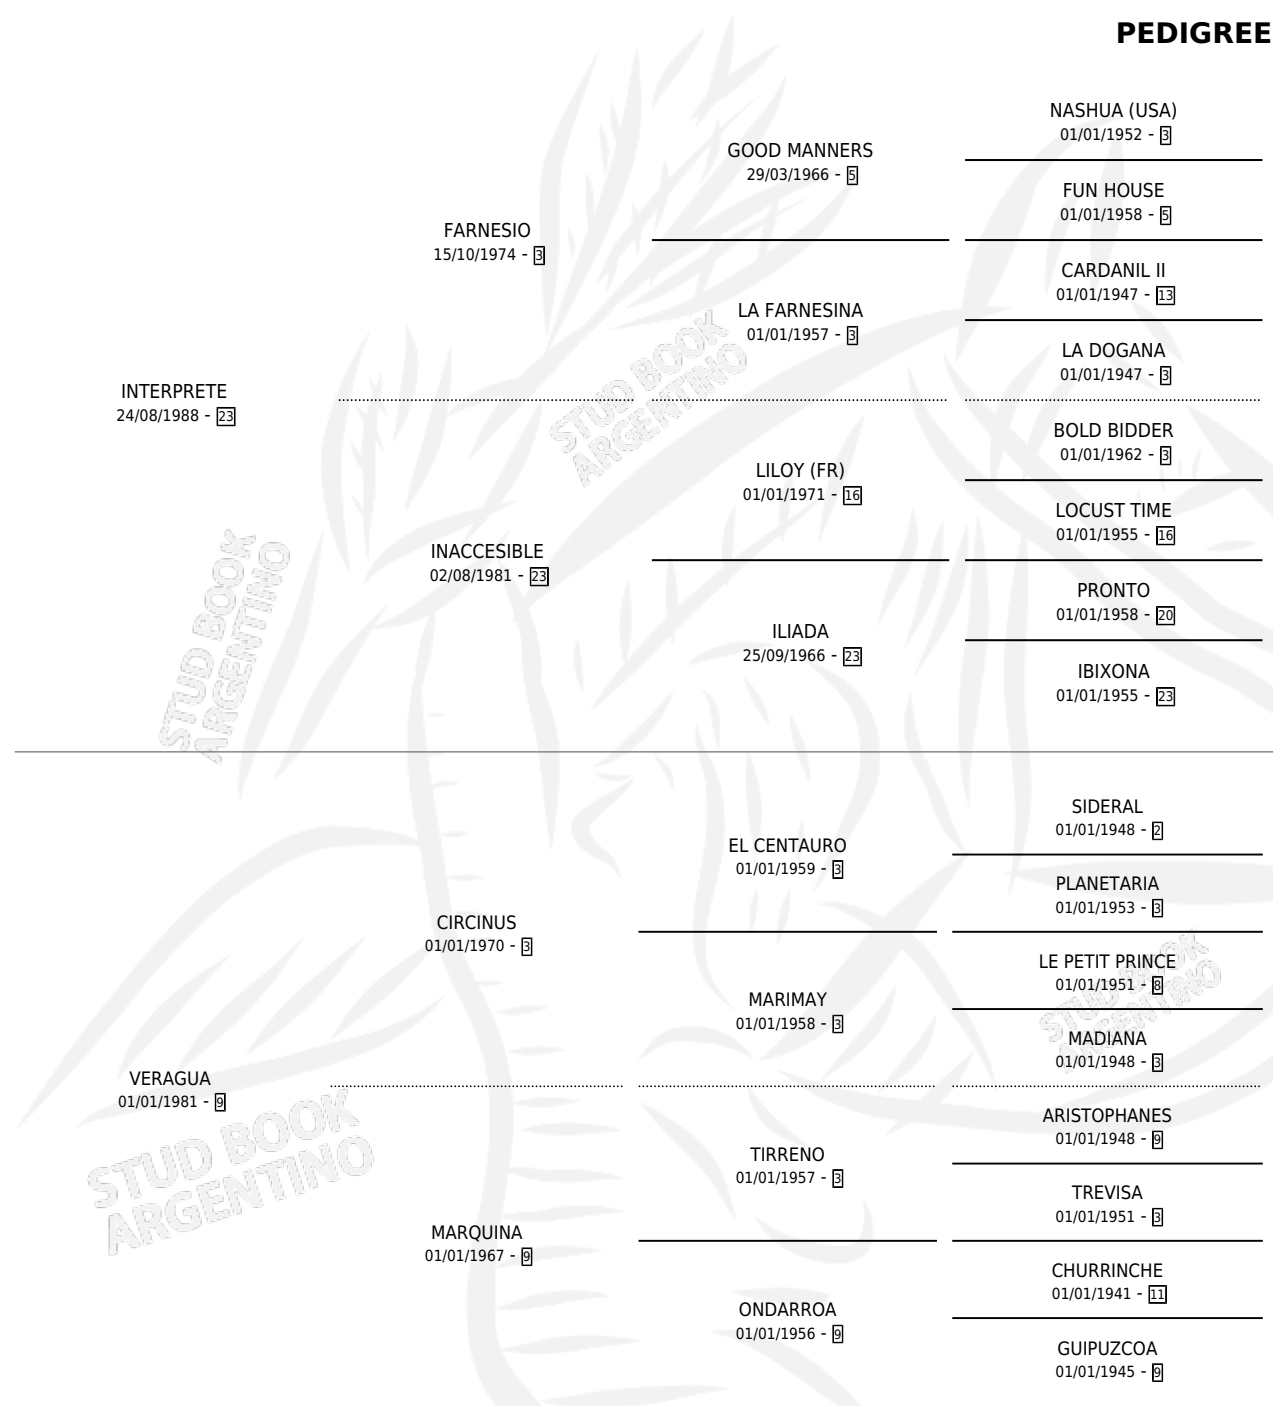 PEDIGREE
NASHUA (USA)
01/01/1952 - 3
GOOD MANNERS
29/03/1966 - 5
FUN HOUSE
01/01/1958 - 5
FARNESIO
15/10/1974 - 3
CARDANIL II
01/01/1947 - 13
LA FARNESINA
01/01/1957 - 3
LA DOGANA
01/01/1947 - 3
INTERPRETE
24/08/1988 - 23
BOLD BIDDER
01/01/1962 - 3
LILOY (FR)
01/01/1971 - 16
LOCUST TIME
01/01/1955 - 16
INACCESIBLE
02/08/1981 - 23
PRONTO
01/01/1958 - 20
ILIADA
25/09/1966 - 23
IBIXONA
01/01/1955 - 23
STUD BOOK
ARGENTINO
STUD BOOK
ARGENTINO
SIDERAL
01/01/1948 - 2
EL CENTAURO
01/01/1959 - 3
PLANETARIA
01/01/1953 - 3
CIRCINUS
01/01/1970 - 3
LE PETIT PRINCE
01/01/1951 - 8
MARIMAY
01/01/1958 - 3
MADIANA
01/01/1948 - 3
STUD BOOK
ARGENTINO
VERAGUA
01/01/1981 - 9
ARISTOPHANES
01/01/1948 - 9
TIRRENO
01/01/1957 - 3
TREVISA
01/01/1951 - 3
MARQUINA
01/01/1967 - 9
CHURRINCHE
01/01/1941 - 11
ONDARROA
01/01/1956 - 9
GUIPUZCOA
01/01/1945 - 9
STUD BOOK
ARGENTINO